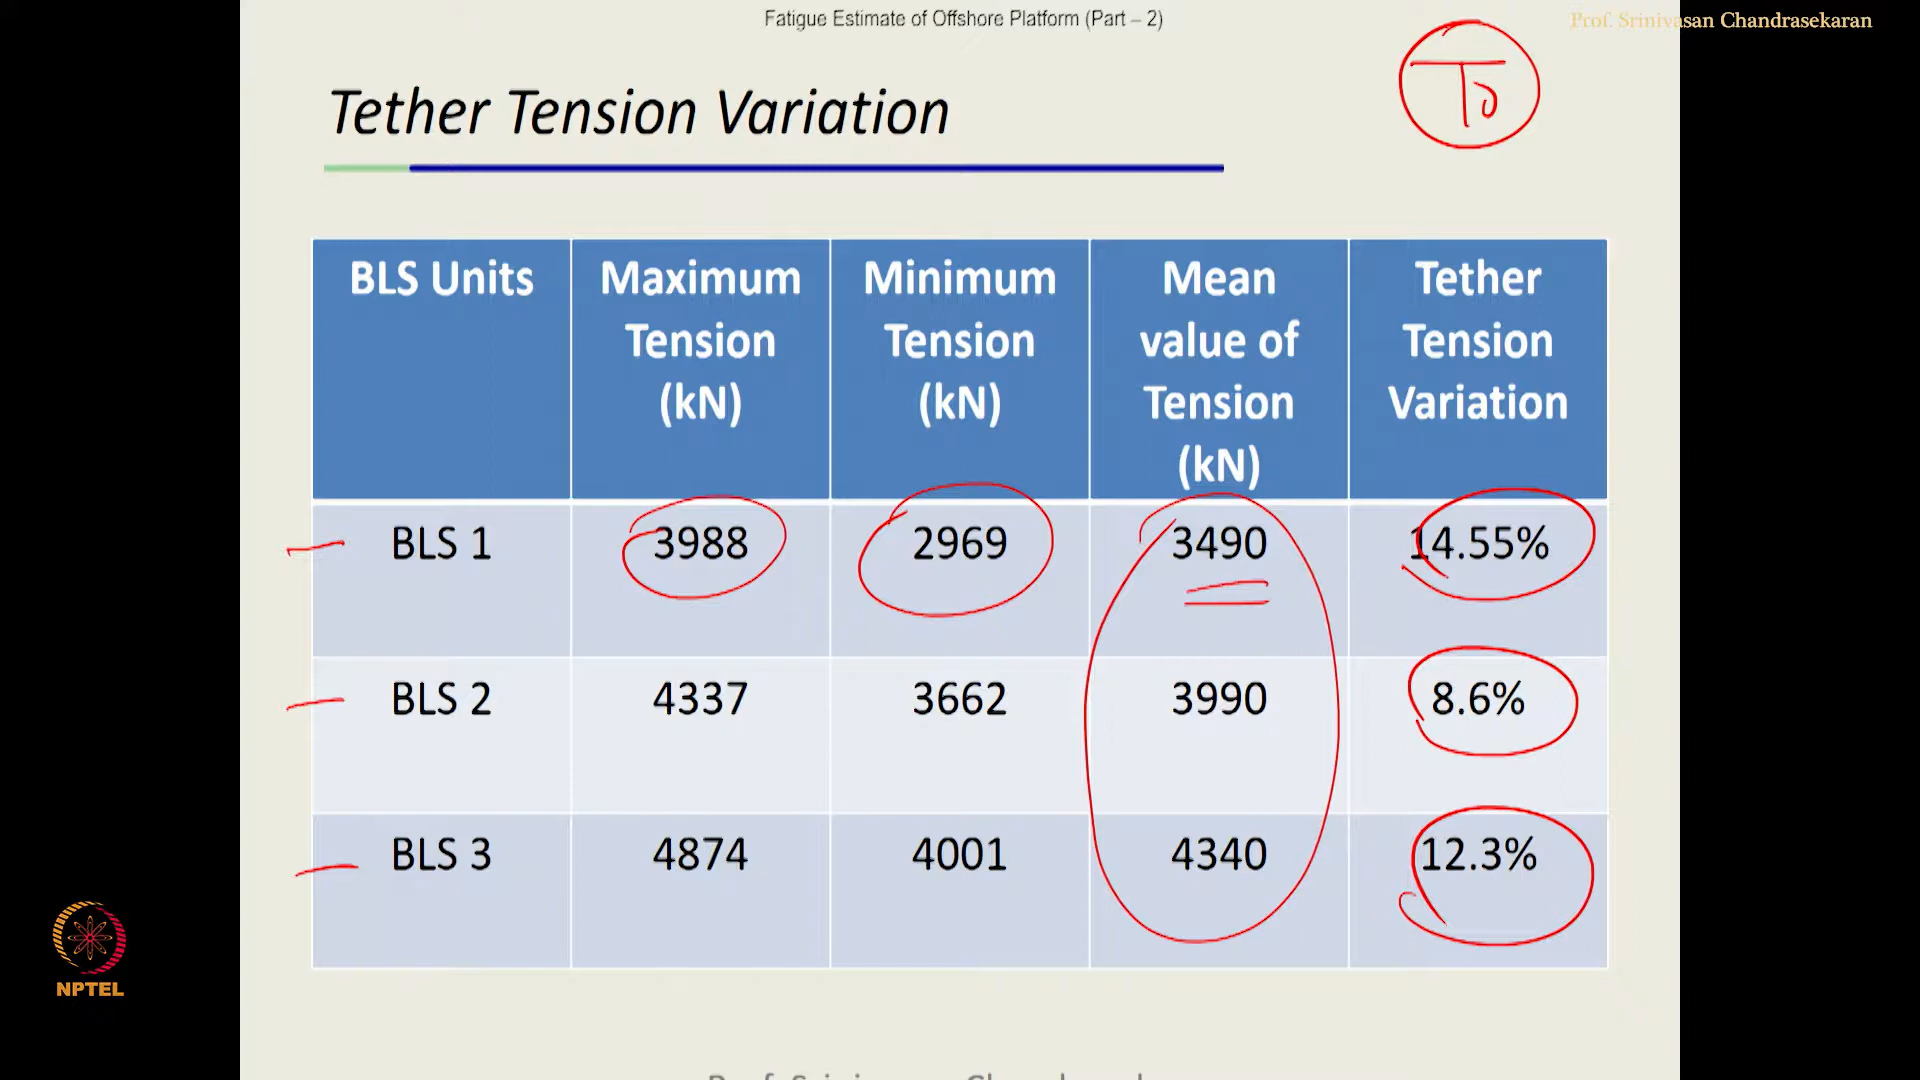 Fatigue Estimate of Offshore Platform (Part – 2)
Prof. Srinivasan Chandrasekaran
To
Tether Tension Variation
BLS Units Maximum Tension (kN) Minimum Tension (kN) Mean value of Tension (kN) Tether Tension Variation
BLS 1 3988 2969 3490 14.55%
BLS 2 4337 3662 3990 8.6%
BLS 3 4874 4001 4340 12.3%
NPTEL